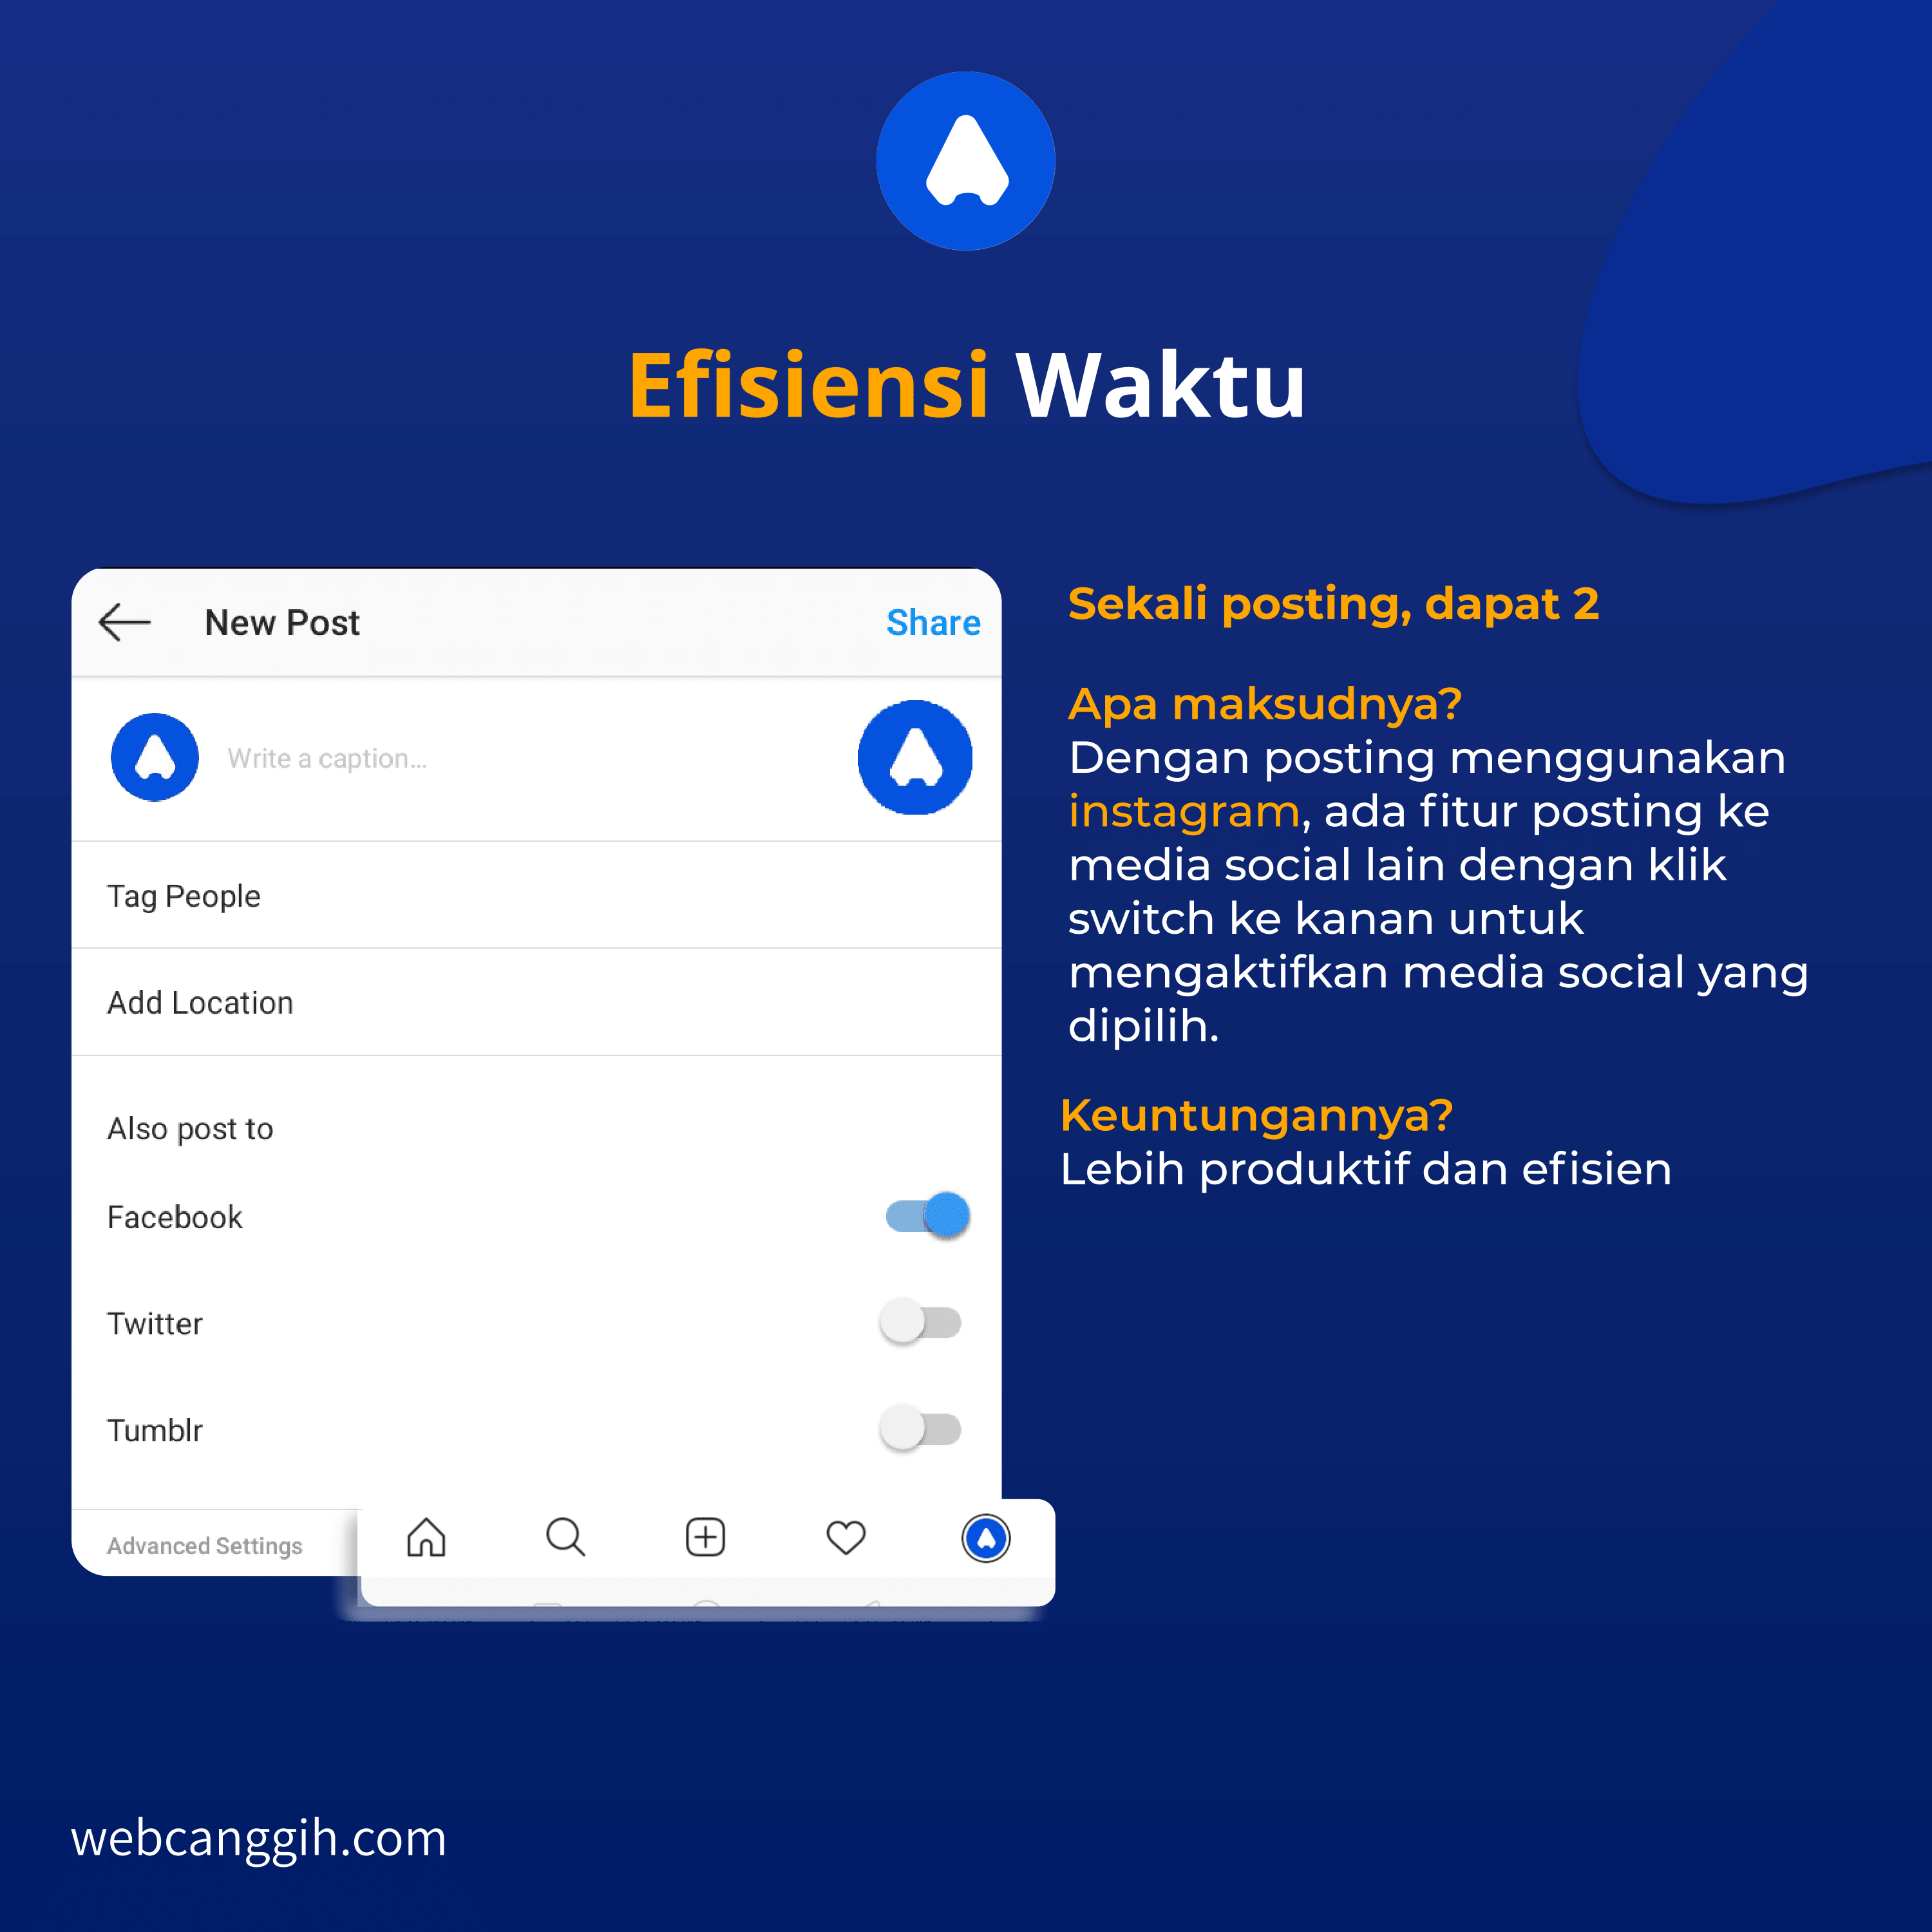 Efisiensi Waktu
New Post
Share
Write a caption...
Tag People
Add Location
Also post to
Facebook
Twitter
Tumblr
Advanced Settings
Sekali posting, dapat 2
Apa maksudnya?
Dengan posting menggunakan
instagram, ada fitur posting ke
media social lain dengan klik
switch ke kanan untuk
mengaktifkan media social yang
dipilih.
Keuntungannya?
Lebih produktif dan efisien
webcanggih.com